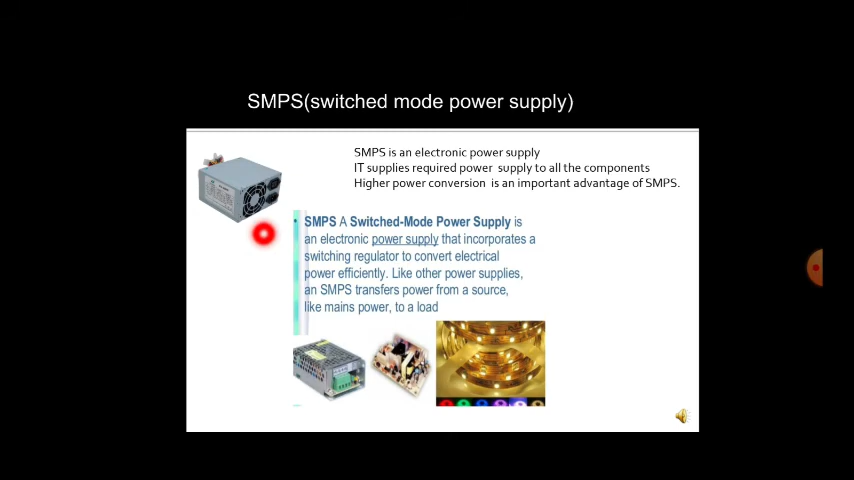 SMPS(switched mode power supply)
SMPS is an electronic power supply
IT supplies required power supply to all the components
Higher power conversion is an important advantage of SMPS.
• SMPS A Switched-Mode Power Supply is
an electronic power supply that incorporates a
switching regulator to convert electrical
power efficiently. Like other power supplies,
an SMPS transfers power from a source,
like mains power, to a load